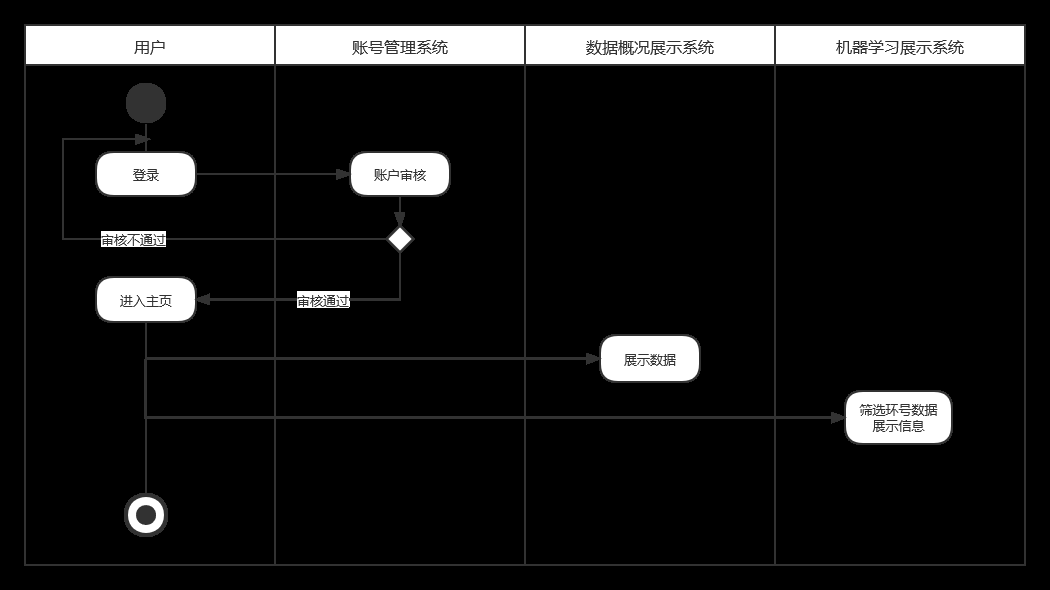 用户
账号管理系统
数据概况展示系统
机器学习展示系统
登录
账户审核
审核不通过
进入主页
审核通过
展示数据
筛选环号数据
展示信息